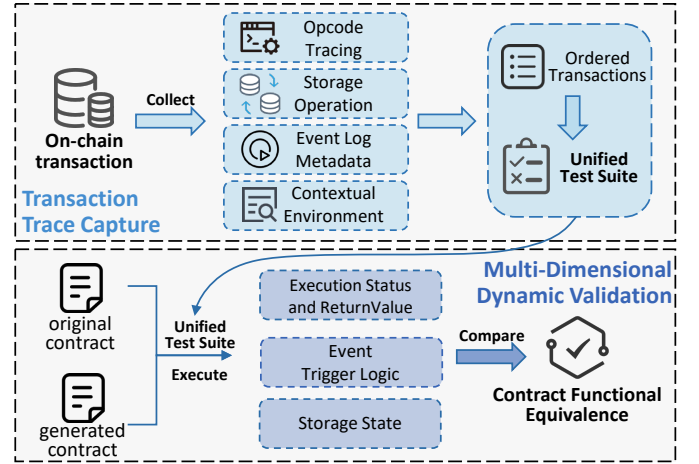 On-chain
transaction
Collect
Opcode
Tracing
Storage
Operation
Event Log
Metadata
Contextual
Environment
Ordered
Transactions
Unified
Test Suite
Transaction
Trace Capture
Multi-Dimensional
Dynamic Validation
original
contract
generated
contract
Unified
Test Suite
Execute
Execution Status
and ReturnValue
Event
Trigger Logic
Storage State
Compare
Contract Functional
Equivalence